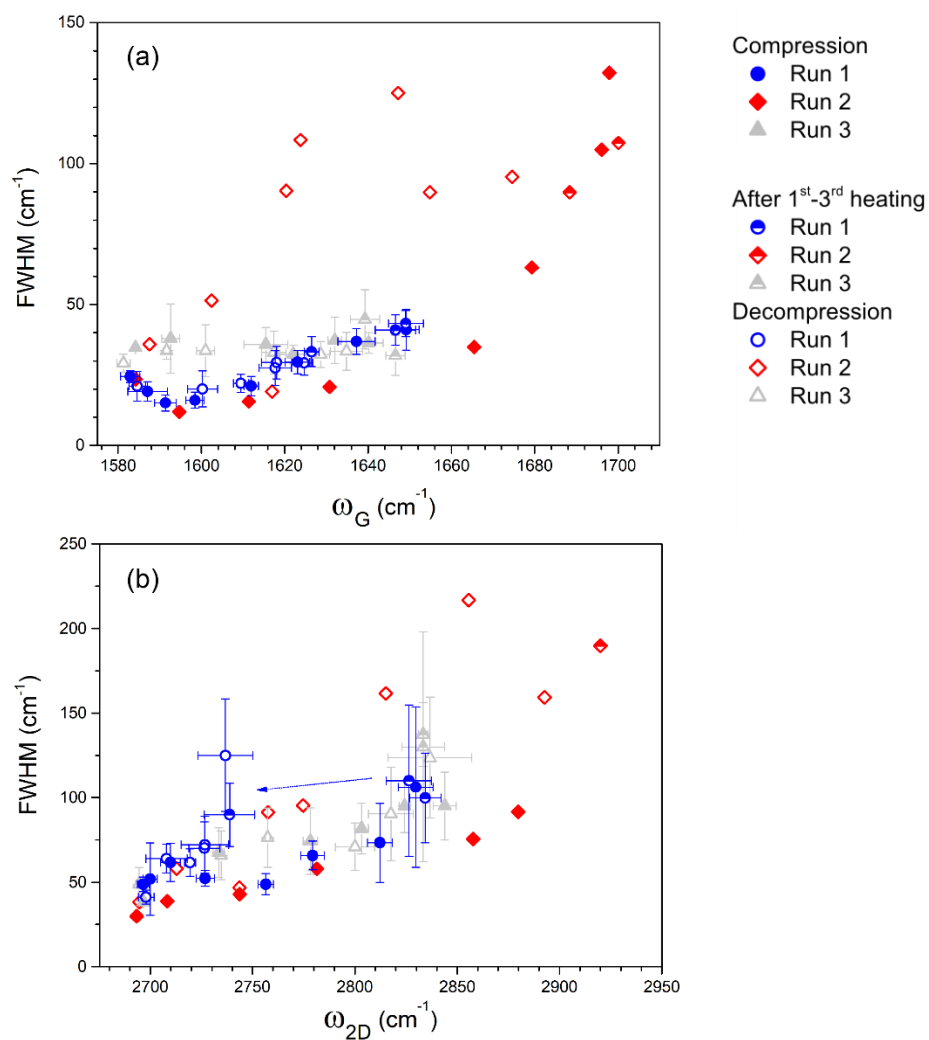 (a)
FWHM (cm⁻¹)
150
100
50
0
1580 1600 1620 1640 1660 1680 1700
ω_G (cm⁻¹)
Compression
Run 1
Run 2
Run 3
After 1ˢᵗ-3ʳᵈ heating
Run 1
Run 2
Run 3
Decompression
Run 1
Run 2
Run 3
(b)
FWHM (cm⁻¹)
250
200
150
100
50
0
2700 2750 2800 2850 2900 2950
ω_2D (cm⁻¹)